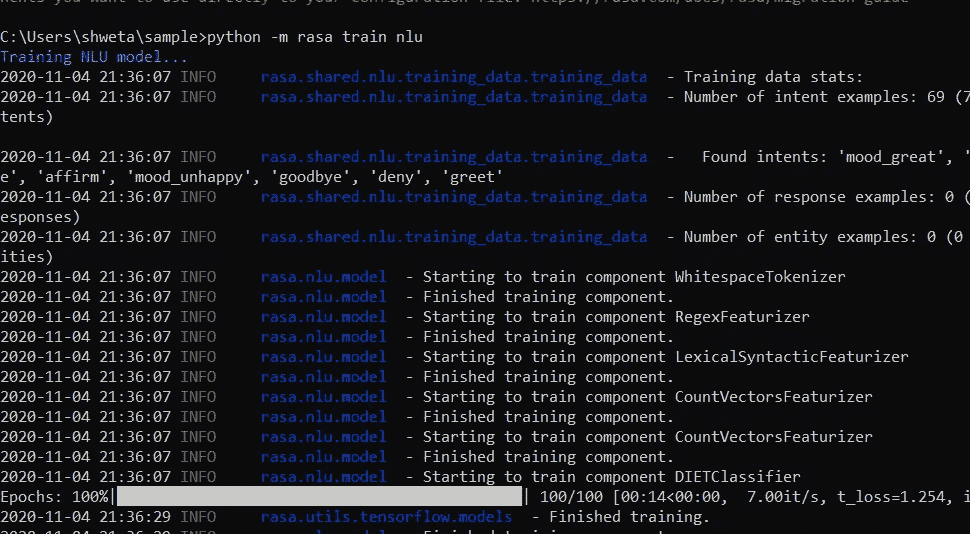 C:\Users\shweta\sample>python -m rasa train nlu
Training NLU model...
2020-11-04 21:36:07 INFO     rasa.shared.nlu.training_data.training_data  - Training data stats:
2020-11-04 21:36:07 INFO     rasa.shared.nlu.training_data.training_data  - Number of intent examples: 69 (7
tents)
2020-11-04 21:36:07 INFO     rasa.shared.nlu.training_data.training_data  -   Found intents: 'mood_great', '
e', 'affirm', 'mood_unhappy', 'goodbye', 'deny', 'greet'
2020-11-04 21:36:07 INFO     rasa.shared.nlu.training_data.training_data  - Number of response examples: 0 (
esponses)
2020-11-04 21:36:07 INFO     rasa.shared.nlu.training_data.training_data  - Number of entity examples: 0 (0
ities)
2020-11-04 21:36:07 INFO     rasa.nlu.model  - Starting to train component WhitespaceTokenizer
2020-11-04 21:36:07 INFO     rasa.nlu.model  - Finished training component.
2020-11-04 21:36:07 INFO     rasa.nlu.model  - Starting to train component RegexFeaturizer
2020-11-04 21:36:07 INFO     rasa.nlu.model  - Finished training component.
2020-11-04 21:36:07 INFO     rasa.nlu.model  - Starting to train component LexicalSyntacticFeaturizer
2020-11-04 21:36:07 INFO     rasa.nlu.model  - Finished training component.
2020-11-04 21:36:07 INFO     rasa.nlu.model  - Starting to train component CountVectorsFeaturizer
2020-11-04 21:36:07 INFO     rasa.nlu.model  - Finished training component.
2020-11-04 21:36:07 INFO     rasa.nlu.model  - Starting to train component CountVectorsFeaturizer
2020-11-04 21:36:07 INFO     rasa.nlu.model  - Finished training component.
2020-11-04 21:36:07 INFO     rasa.nlu.model  - Starting to train component DIETClassifier
Epochs: 100%| | 100/100 [00:14<00:00,  7.00it/s, t_loss=1.254, i
2020-11-04 21:36:29 INFO     rasa.utils.tensorflow.models  - Finished training.